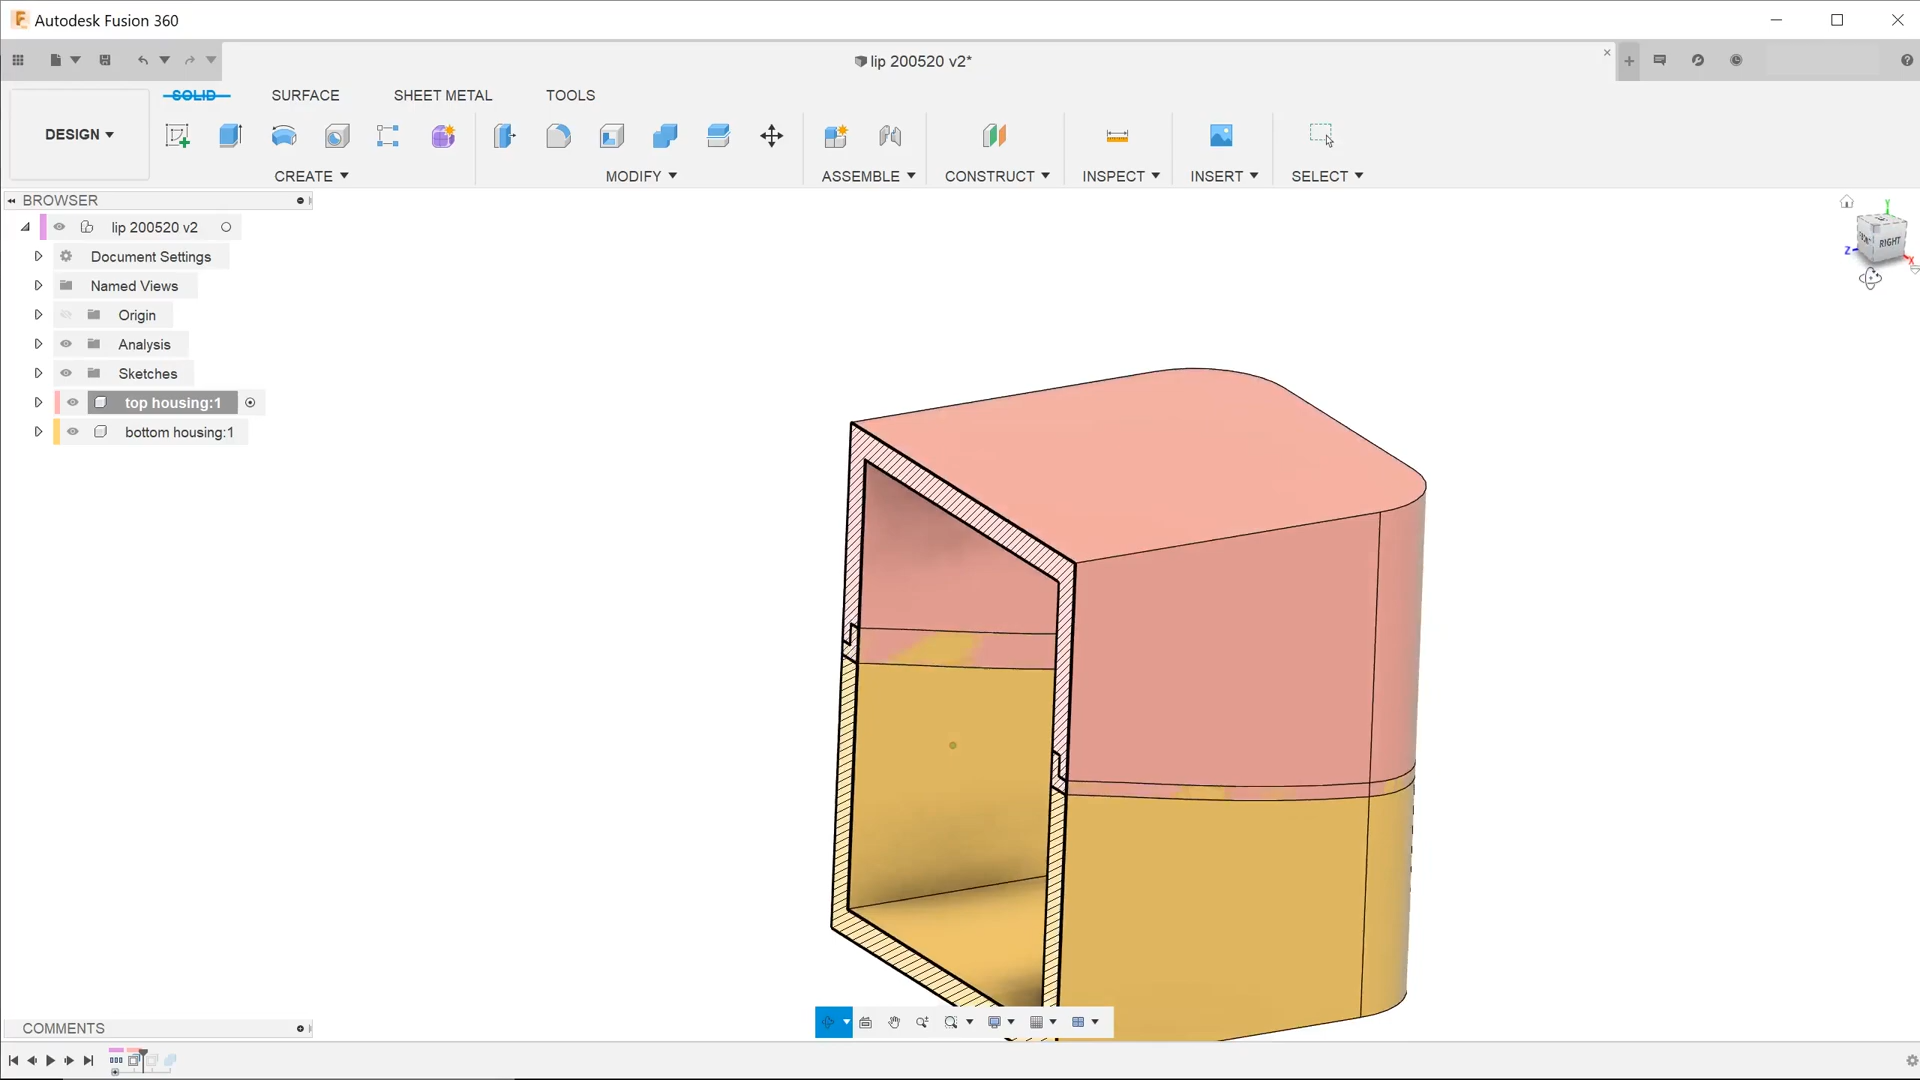 Autodesk Fusion 360
lip 200520 v2*
SOLID SURFACE SHEET METAL TOOLS
DESIGN
CREATE MODIFY ASSEMBLE CONSTRUCT INSPECT INSERT SELECT
BROWSER
lip 200520 v2
Document Settings
Named Views
Origin
Analysis
Sketches
top housing:1
bottom housing:1
Y
RIGHT
Z
X
COMMENTS